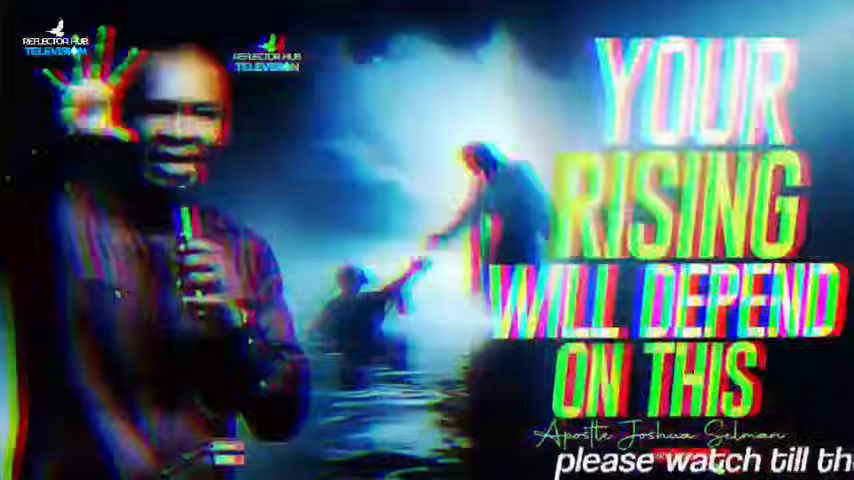 REFLECTOR HUB
TELEVISION
REFLECTOR HUB
TELEVISION
YOUR
RISING
WILL DEPEND
ON THIS
Apostle Joshua Selman
please watch till th